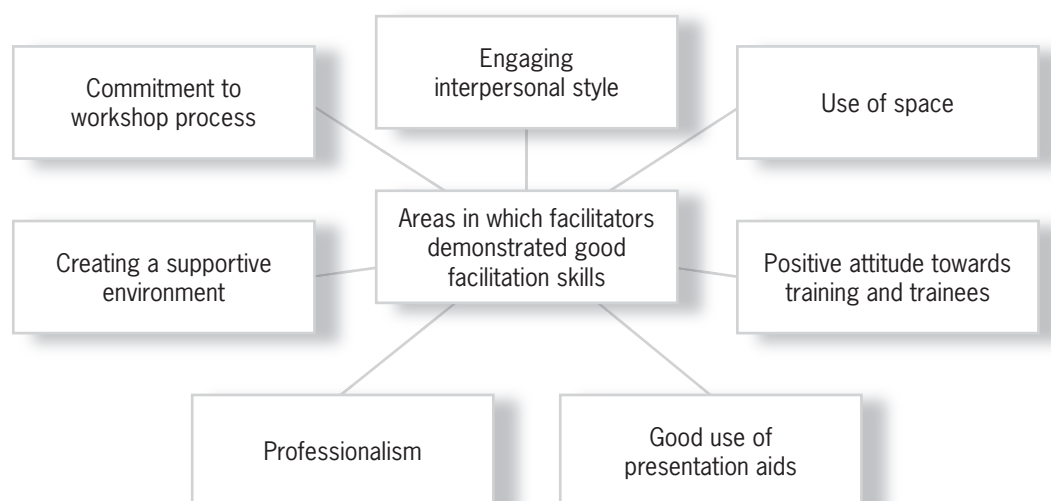 Engaging
interpersonal style
Commitment to
workshop process
Use of space
Areas in which facilitators
demonstrated good
facilitation skills
Creating a supportive
environment
Positive attitude towards
training and trainees
Professionalism
Good use of
presentation aids